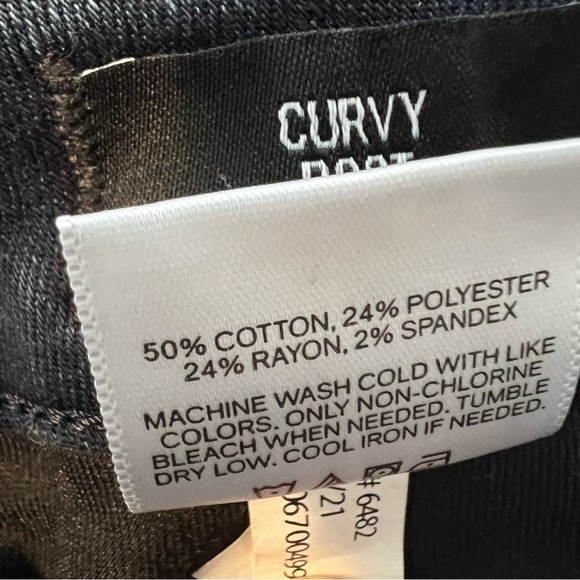 CURVY
50% COTTON, 24% POLYESTER
24% RAYON, 2% SPANDEX
MACHINE WASH COLD WITH LIKE
COLORS. ONLY NON-CHLORINE
BLEACH WHEN NEEDED. TUMBLE
DRY LOW. COOL IRON IF NEEDED.
# 6482
/21